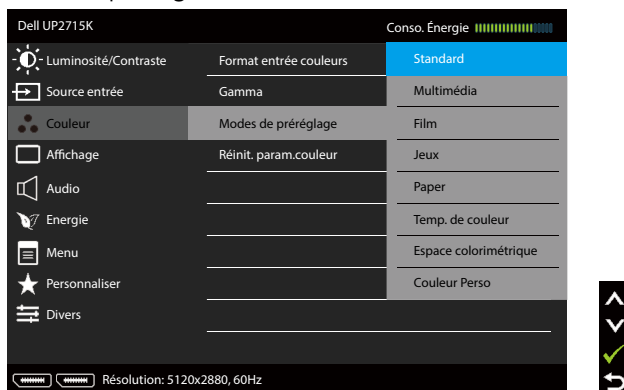 Dell UP2715K Conso. Énergie
Luminosité/Contraste Format entrée couleurs Standard
Source entrée Gamma Multimédia
Couleur Modes de préréglage Film
Affichage Réinit. param.couleur Jeux
Audio Paper
Energie Temp. de couleur
Menu Espace colorimétrique
Personnaliser Couleur Perso
Divers
Résolution: 5120x2880, 60Hz